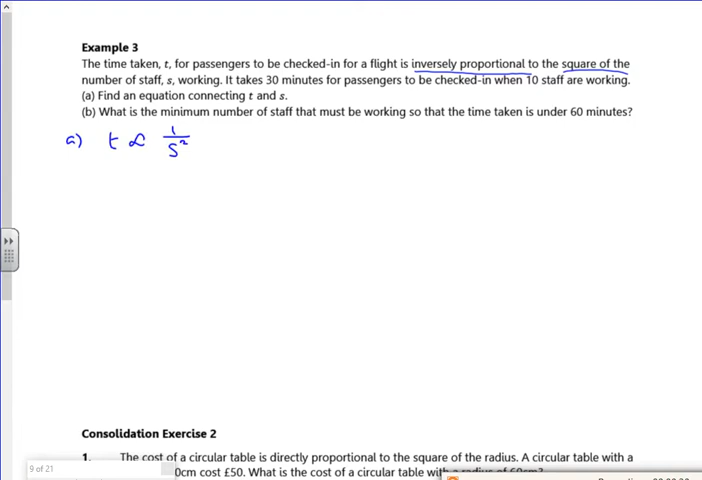 Example 3
The time taken, t, for passengers to be checked-in for a flight is inversely proportional to the square of the
number of staff, s, working. It takes 30 minutes for passengers to be checked-in when 10 staff are working.
(a) Find an equation connecting t and s.
(b) What is the minimum number of staff that must be working so that the time taken is under 60 minutes?
a) t ∝ 1/s²
Consolidation Exercise 2
1. The cost of a circular table is directly proportional to the square of the radius. A circular table with a
0cm cost £50. What is the cost of a circular table with a radius of 60cm?
9 of 21